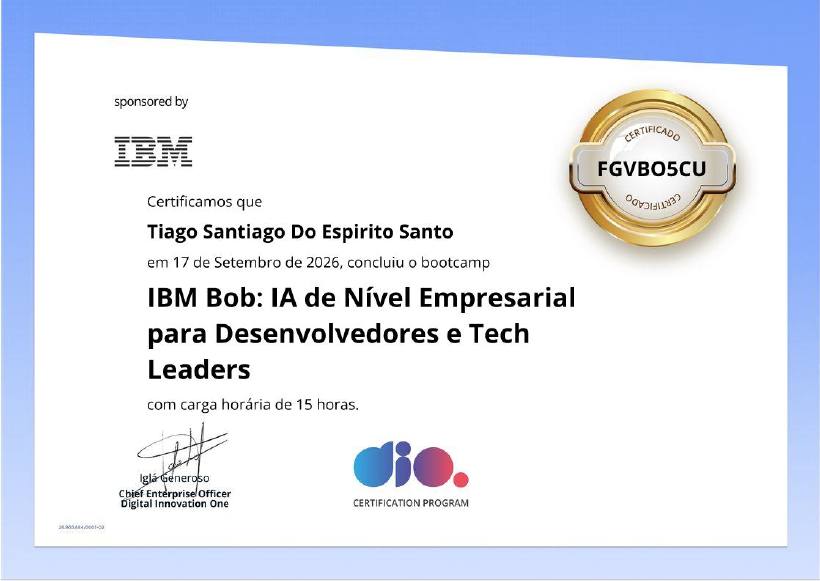 sponsored by
IBM
CERTIFICADO
FGVBO5CU
CERTIFICADO
Certificamos que
Tiago Santiago Do Espirito Santo
em 17 de Setembro de 2026, concluiu o bootcamp
IBM Bob: IA de Nível Empresarial
para Desenvolvedores e Tech
Leaders
com carga horária de 15 horas.
Iglá Generoso
Chief Enterprise Officer
Digital Innovation One
dio.
CERTIFICATION PROGRAM